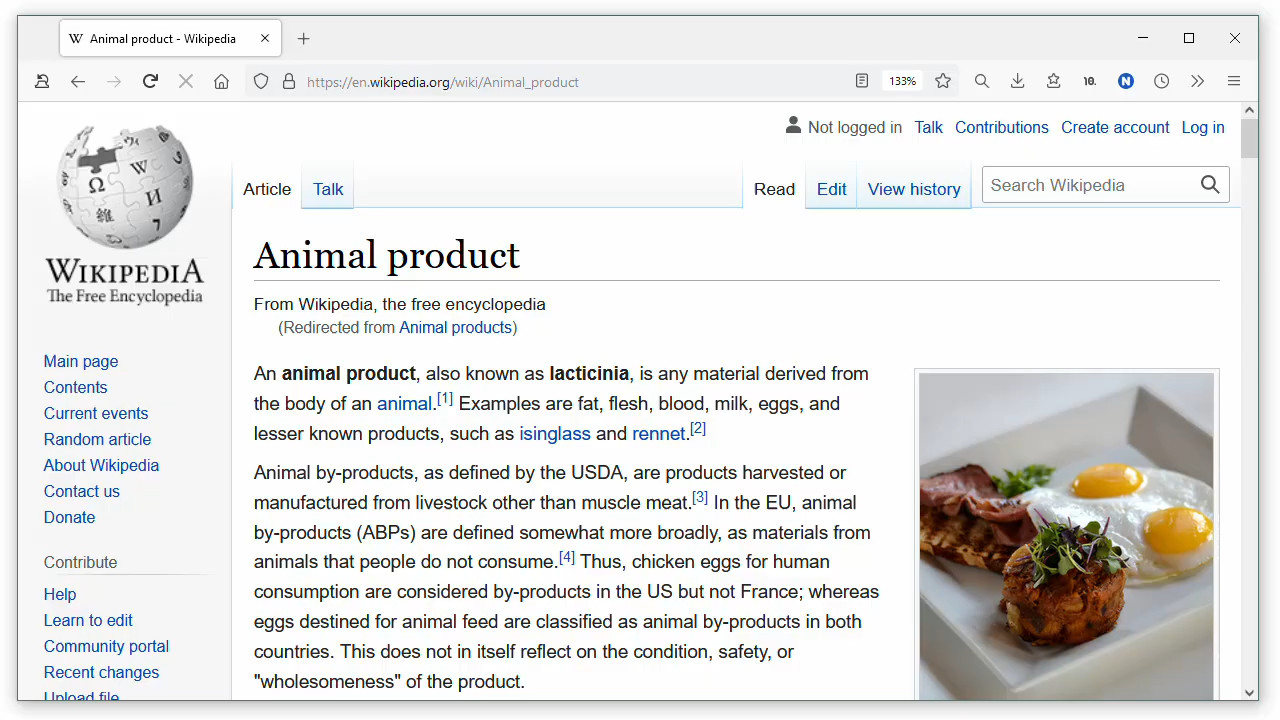 Animal product - Wikipedia
https://en.wikipedia.org/wiki/Animal_product
133%
10.
N
Not logged in Talk Contributions Create account Log in
Article Talk
Read Edit View history
Search Wikipedia
WIKIPEDIA
The Free Encyclopedia
Main page
Contents
Current events
Random article
About Wikipedia
Contact us
Donate
Contribute
Help
Learn to edit
Community portal
Recent changes
Upload file
Animal product
From Wikipedia, the free encyclopedia
(Redirected from Animal products)
An animal product, also known as lacticinia, is any material derived from
the body of an animal.[1] Examples are fat, flesh, blood, milk, eggs, and
lesser known products, such as isinglass and rennet.[2]
Animal by-products, as defined by the USDA, are products harvested or
manufactured from livestock other than muscle meat.[3] In the EU, animal
by-products (ABPs) are defined somewhat more broadly, as materials from
animals that people do not consume.[4] Thus, chicken eggs for human
consumption are considered by-products in the US but not France; whereas
eggs destined for animal feed are classified as animal by-products in both
countries. This does not in itself reflect on the condition, safety, or
"wholesomeness" of the product.